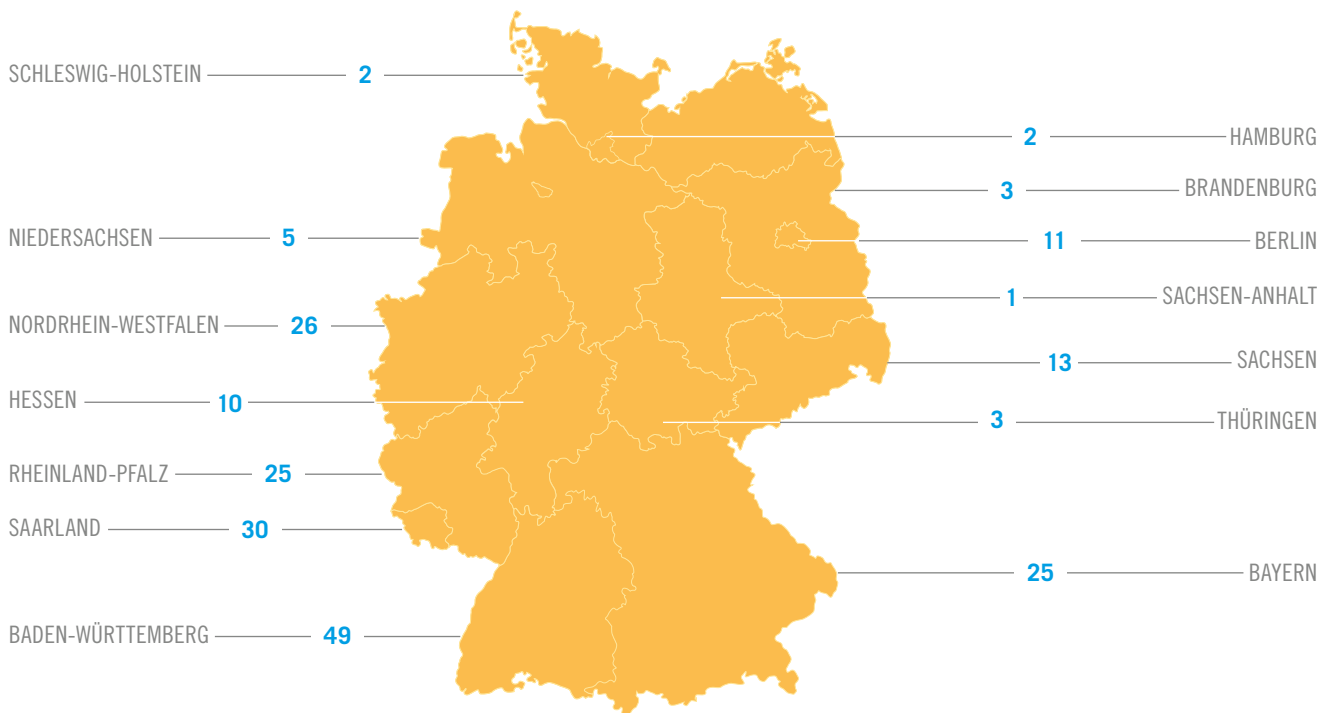 SCHLESWIG-HOLSTEIN 2
2 HAMBURG
3 BRANDENBURG
NIEDERSACHSEN 5
11 BERLIN
1 SACHSEN-ANHALT
NORDRHEIN-WESTFALEN 26
13 SACHSEN
HESSEN 10
3 THÜRINGEN
RHEINLAND-PFALZ 25
SAARLAND 30
25 BAYERN
BADEN-WÜRTTEMBERG 49